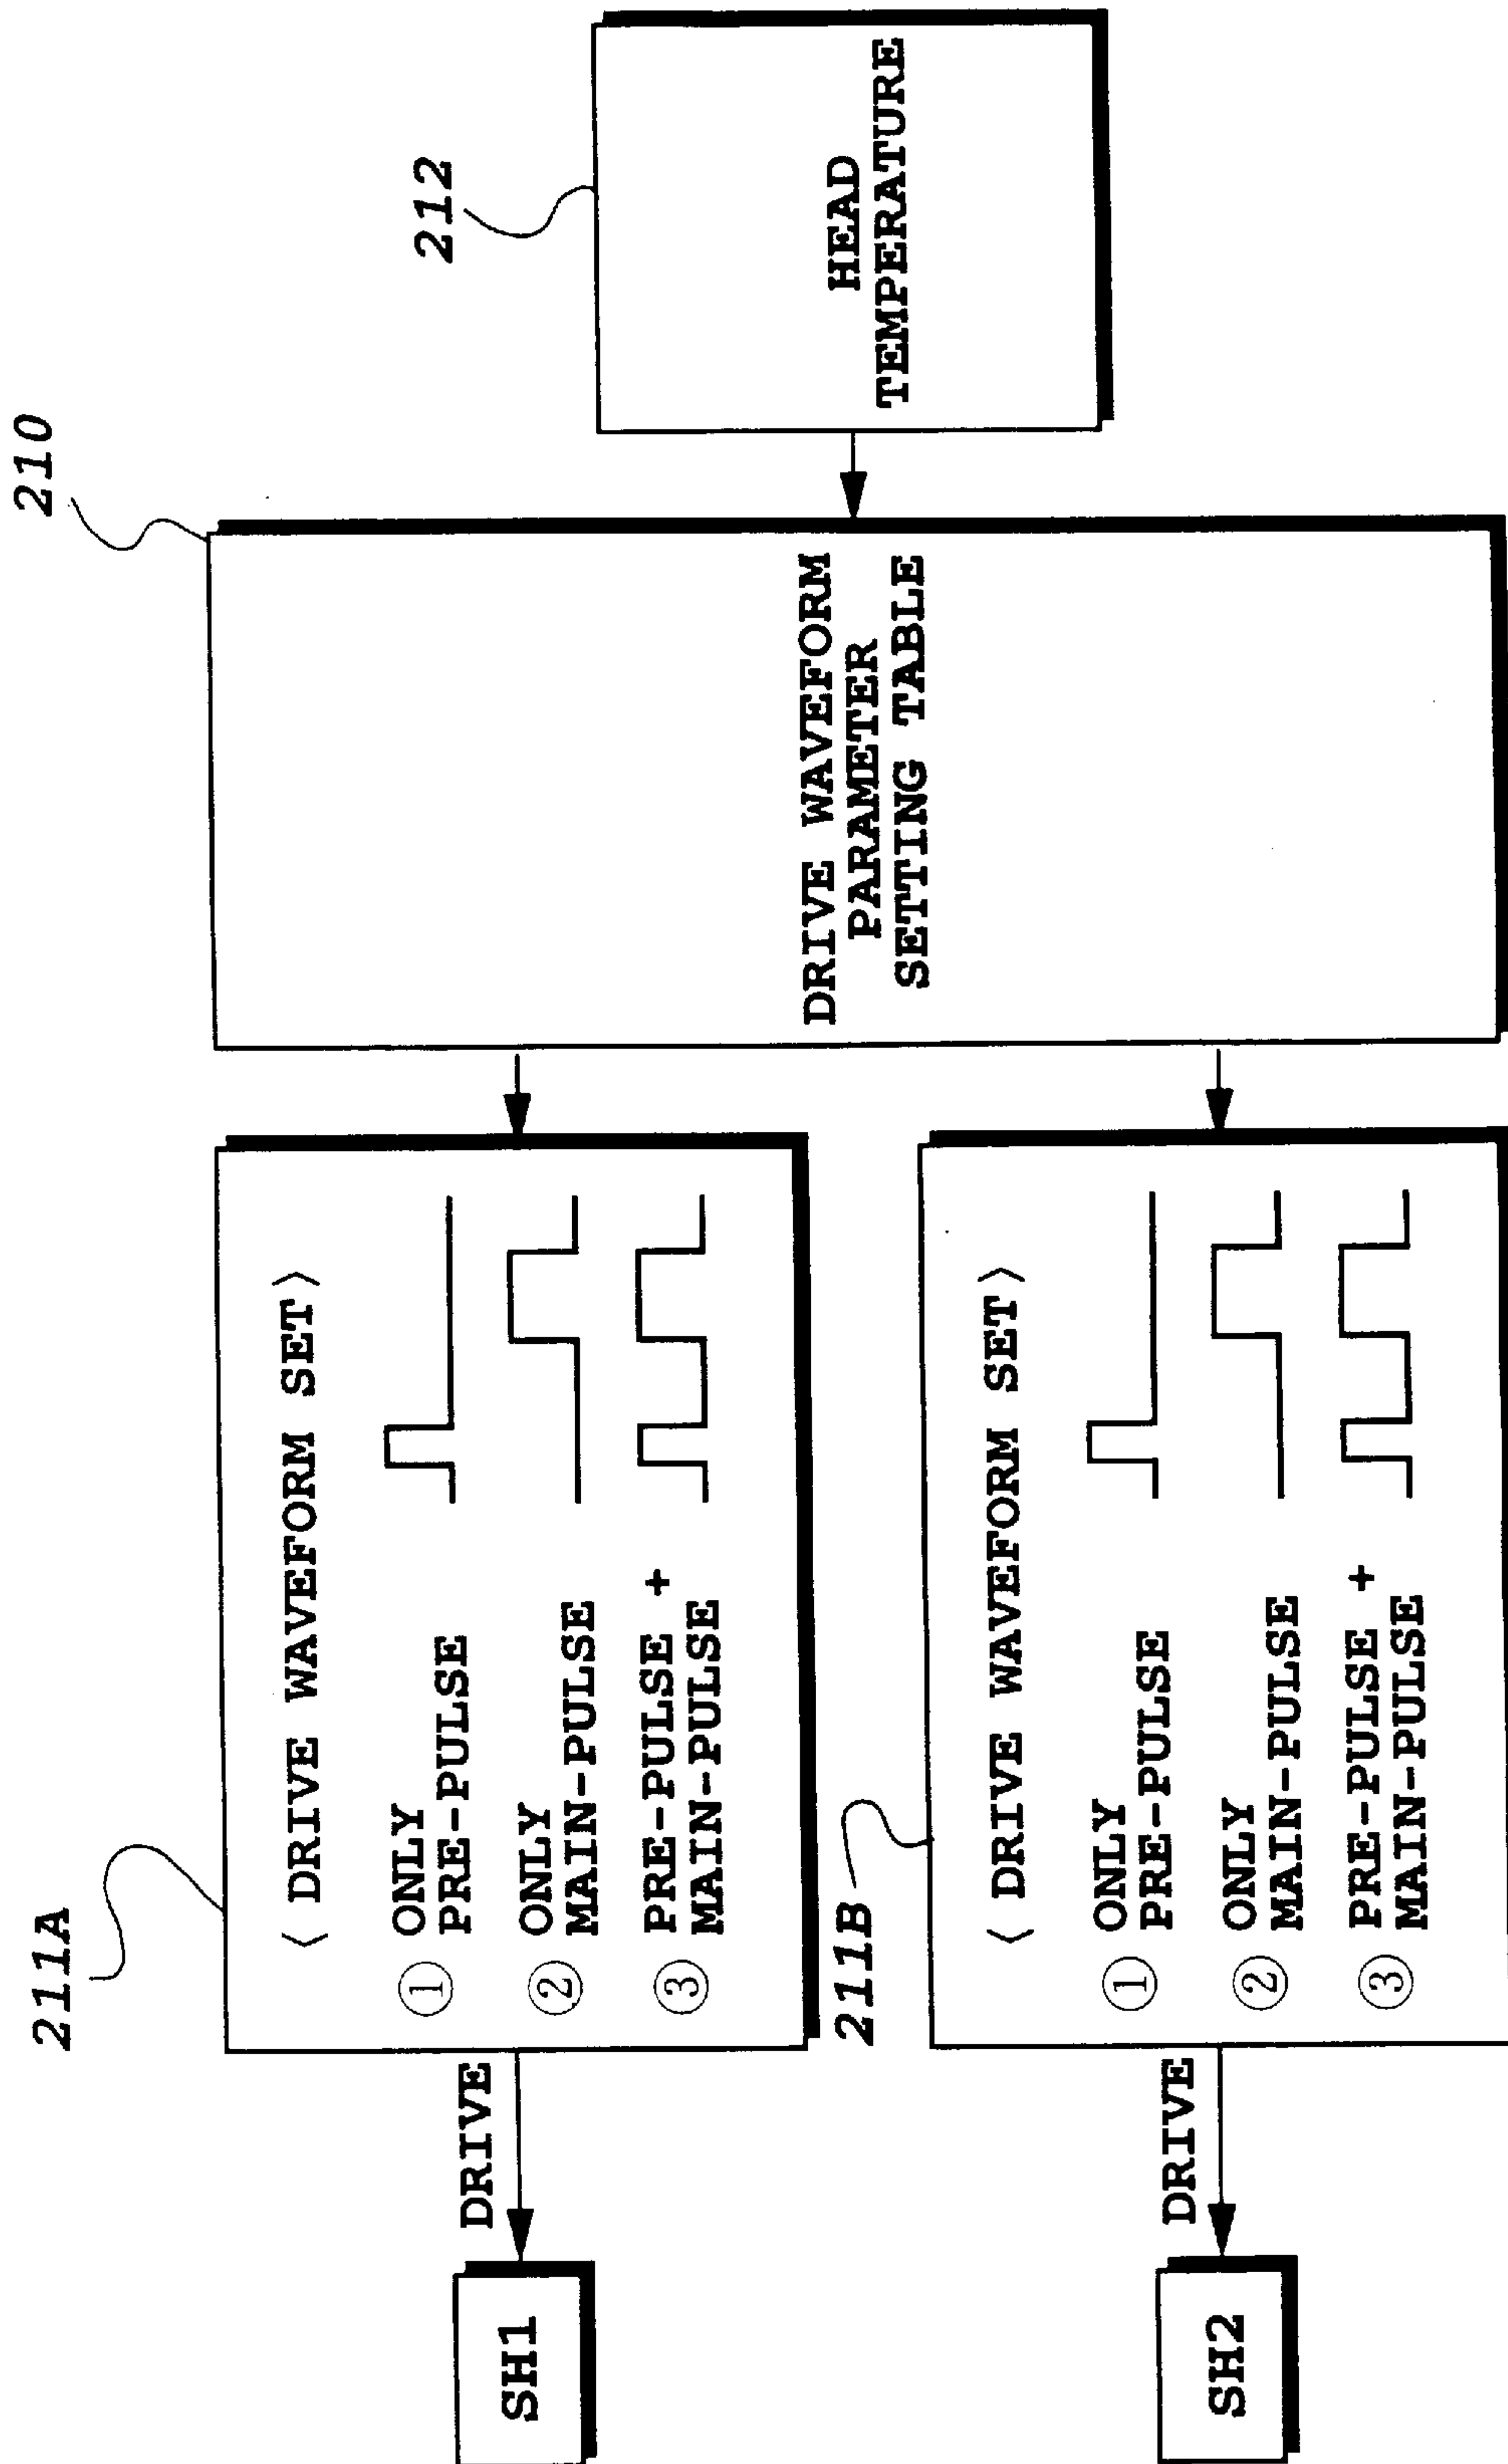 211A
210
212
SH1
DRIVE
< DRIVE WAVEFORM SET>
① ONLY
PRE-PULSE
② ONLY
MAIN-PULSE
③ PRE-PULSE +
MAIN-PULSE
DRIVE WAVEFORM
PARAMETER
SETTING TABLE
HEAD
TEMPERATURE
211B
SH2
DRIVE
< DRIVE WAVEFORM SET>
① ONLY
PRE-PULSE
② ONLY
MAIN-PULSE
③ PRE-PULSE +
MAIN-PULSE